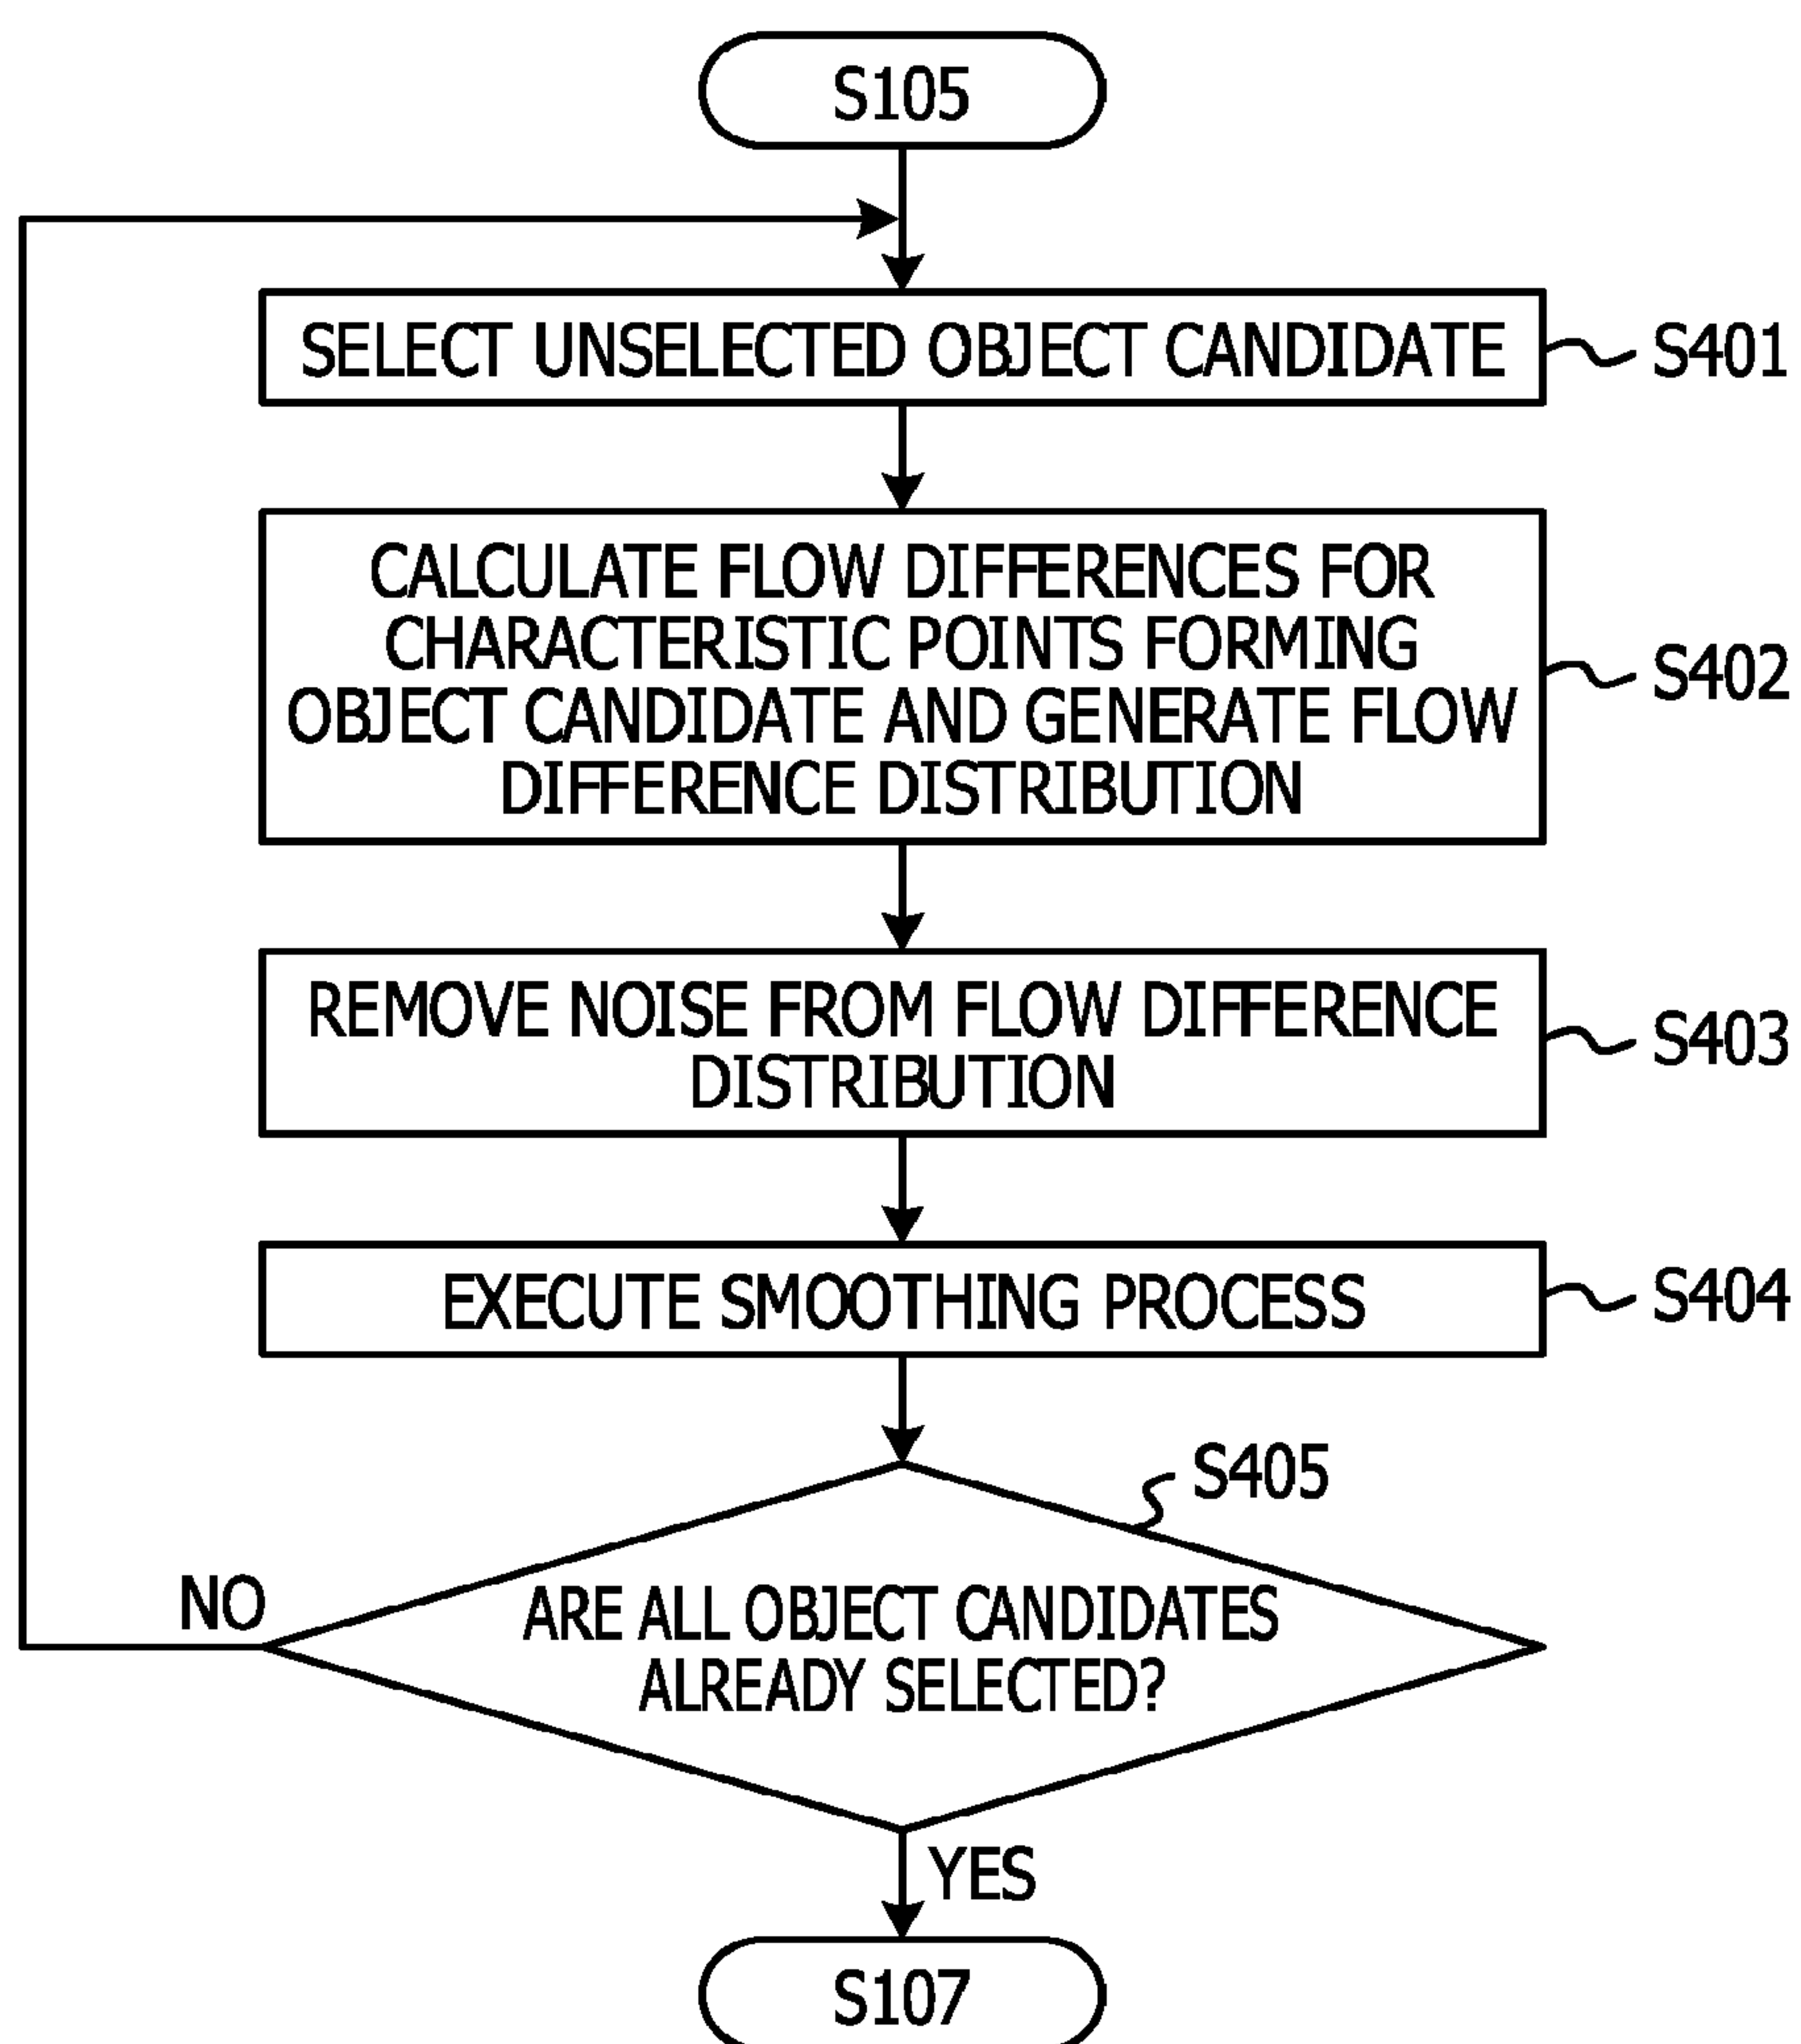 S105
SELECT UNSELECTED OBJECT CANDIDATE
S401
CALCULATE FLOW DIFFERENCES FOR
CHARACTERISTIC POINTS FORMING
OBJECT CANDIDATE AND GENERATE FLOW
DIFFERENCE DISTRIBUTION
S402
REMOVE NOISE FROM FLOW DIFFERENCE
DISTRIBUTION
S403
EXECUTE SMOOTHING PROCESS
S404
S405
ARE ALL OBJECT CANDIDATES
ALREADY SELECTED?
NO
YES
S107